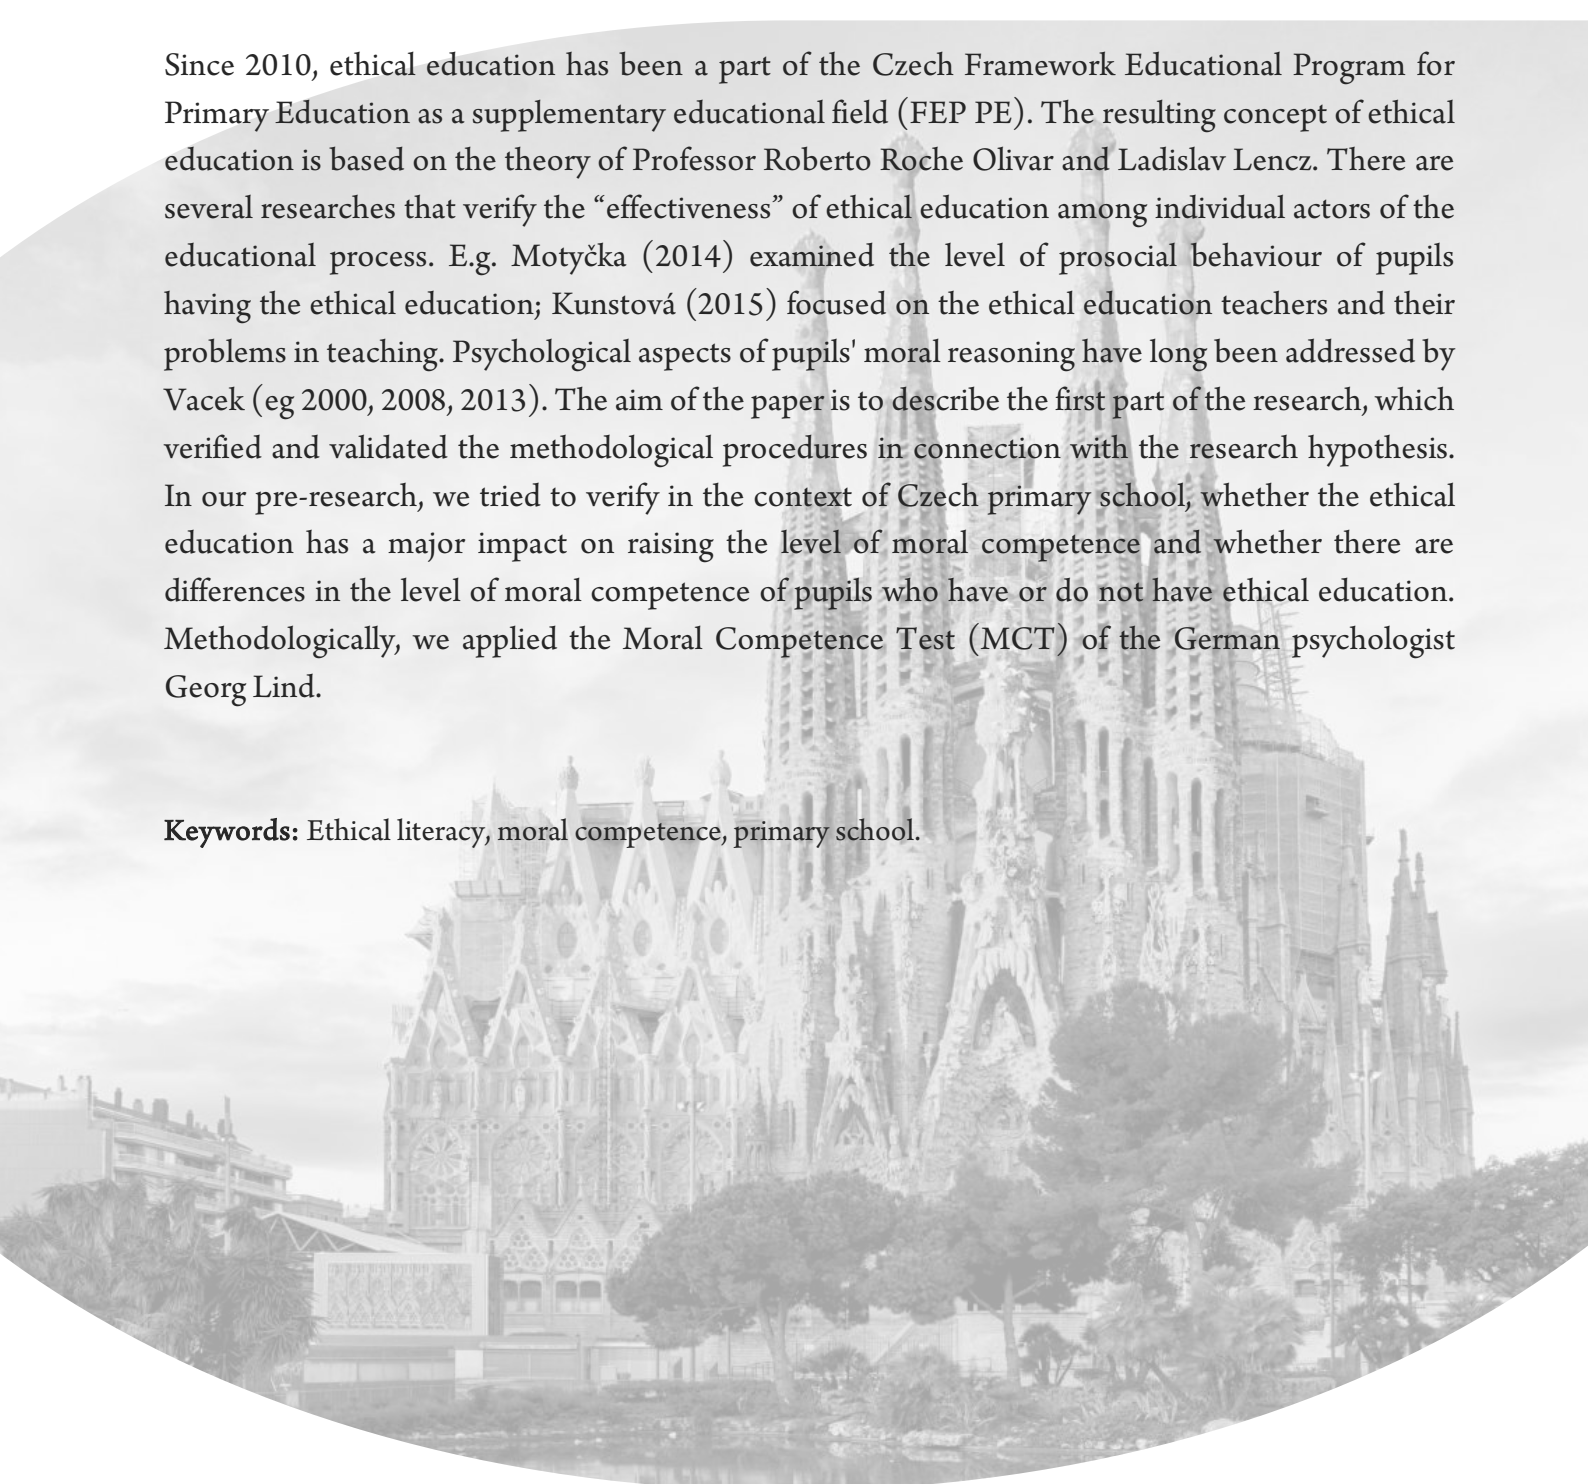 Since 2010, ethical education has been a part of the Czech Framework Educational Program for
Primary Education as a supplementary educational field (FEP PE). The resulting concept of ethical
education is based on the theory of Professor Roberto Roche Olivar and Ladislav Lencz. There are
several researches that verify the “effectiveness” of ethical education among individual actors of the
educational process. E.g. Motyčka (2014) examined the level of prosocial behaviour of pupils
having the ethical education; Kunstová (2015) focused on the ethical education teachers and their
problems in teaching. Psychological aspects of pupils' moral reasoning have long been addressed by
Vacek (eg 2000, 2008, 2013). The aim of the paper is to describe the first part of the research, which
verified and validated the methodological procedures in connection with the research hypothesis.
In our pre-research, we tried to verify in the context of Czech primary school, whether the ethical
education has a major impact on raising the level of moral competence and whether there are
differences in the level of moral competence of pupils who have or do not have ethical education.
Methodologically, we applied the Moral Competence Test (MCT) of the German psychologist
Georg Lind.
Keywords: Ethical literacy, moral competence, primary school.